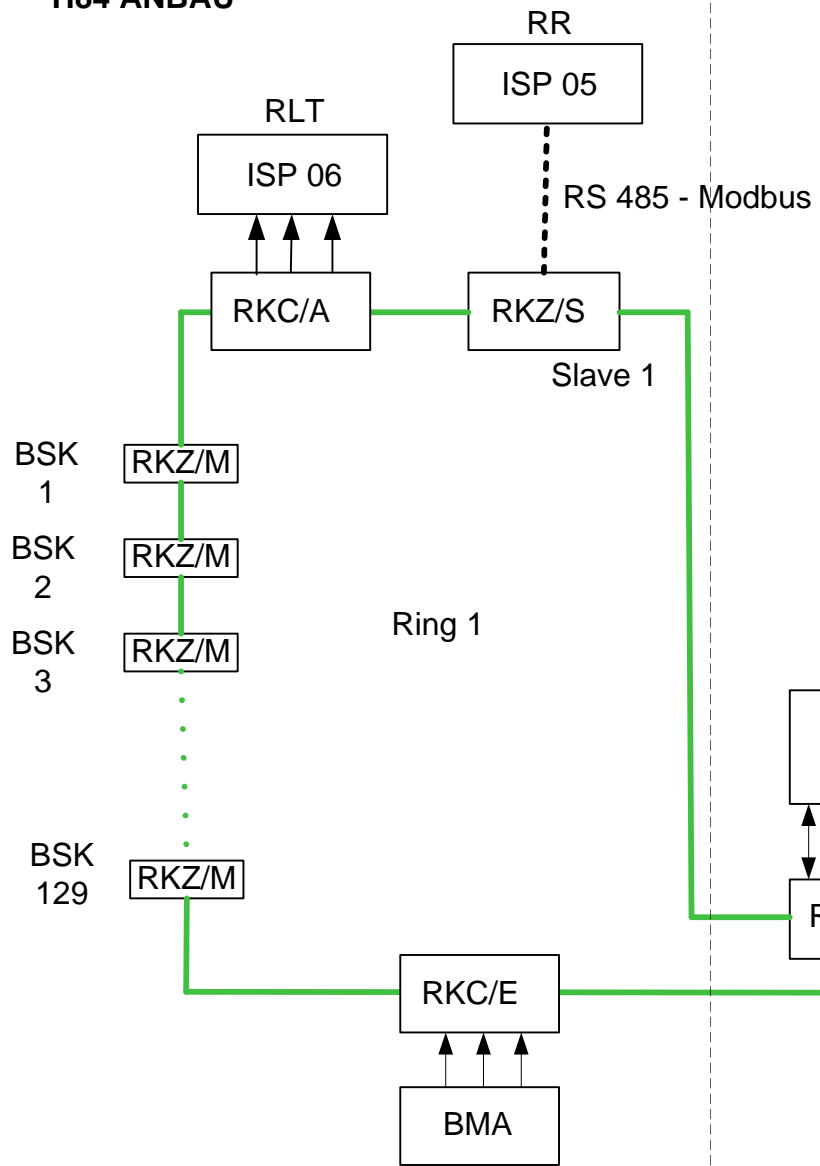 ANBAU
RR
ISP 05
RLT
ISP 06
RS 485 - Modbus
RKC/A
RKZ/S
Slave 1
BSK
1
RKZ/M
BSK
2
RKZ/M
BSK
3
RKZ/M
Ring 1
BSK
129
RKZ/M
RKC/E
BMA